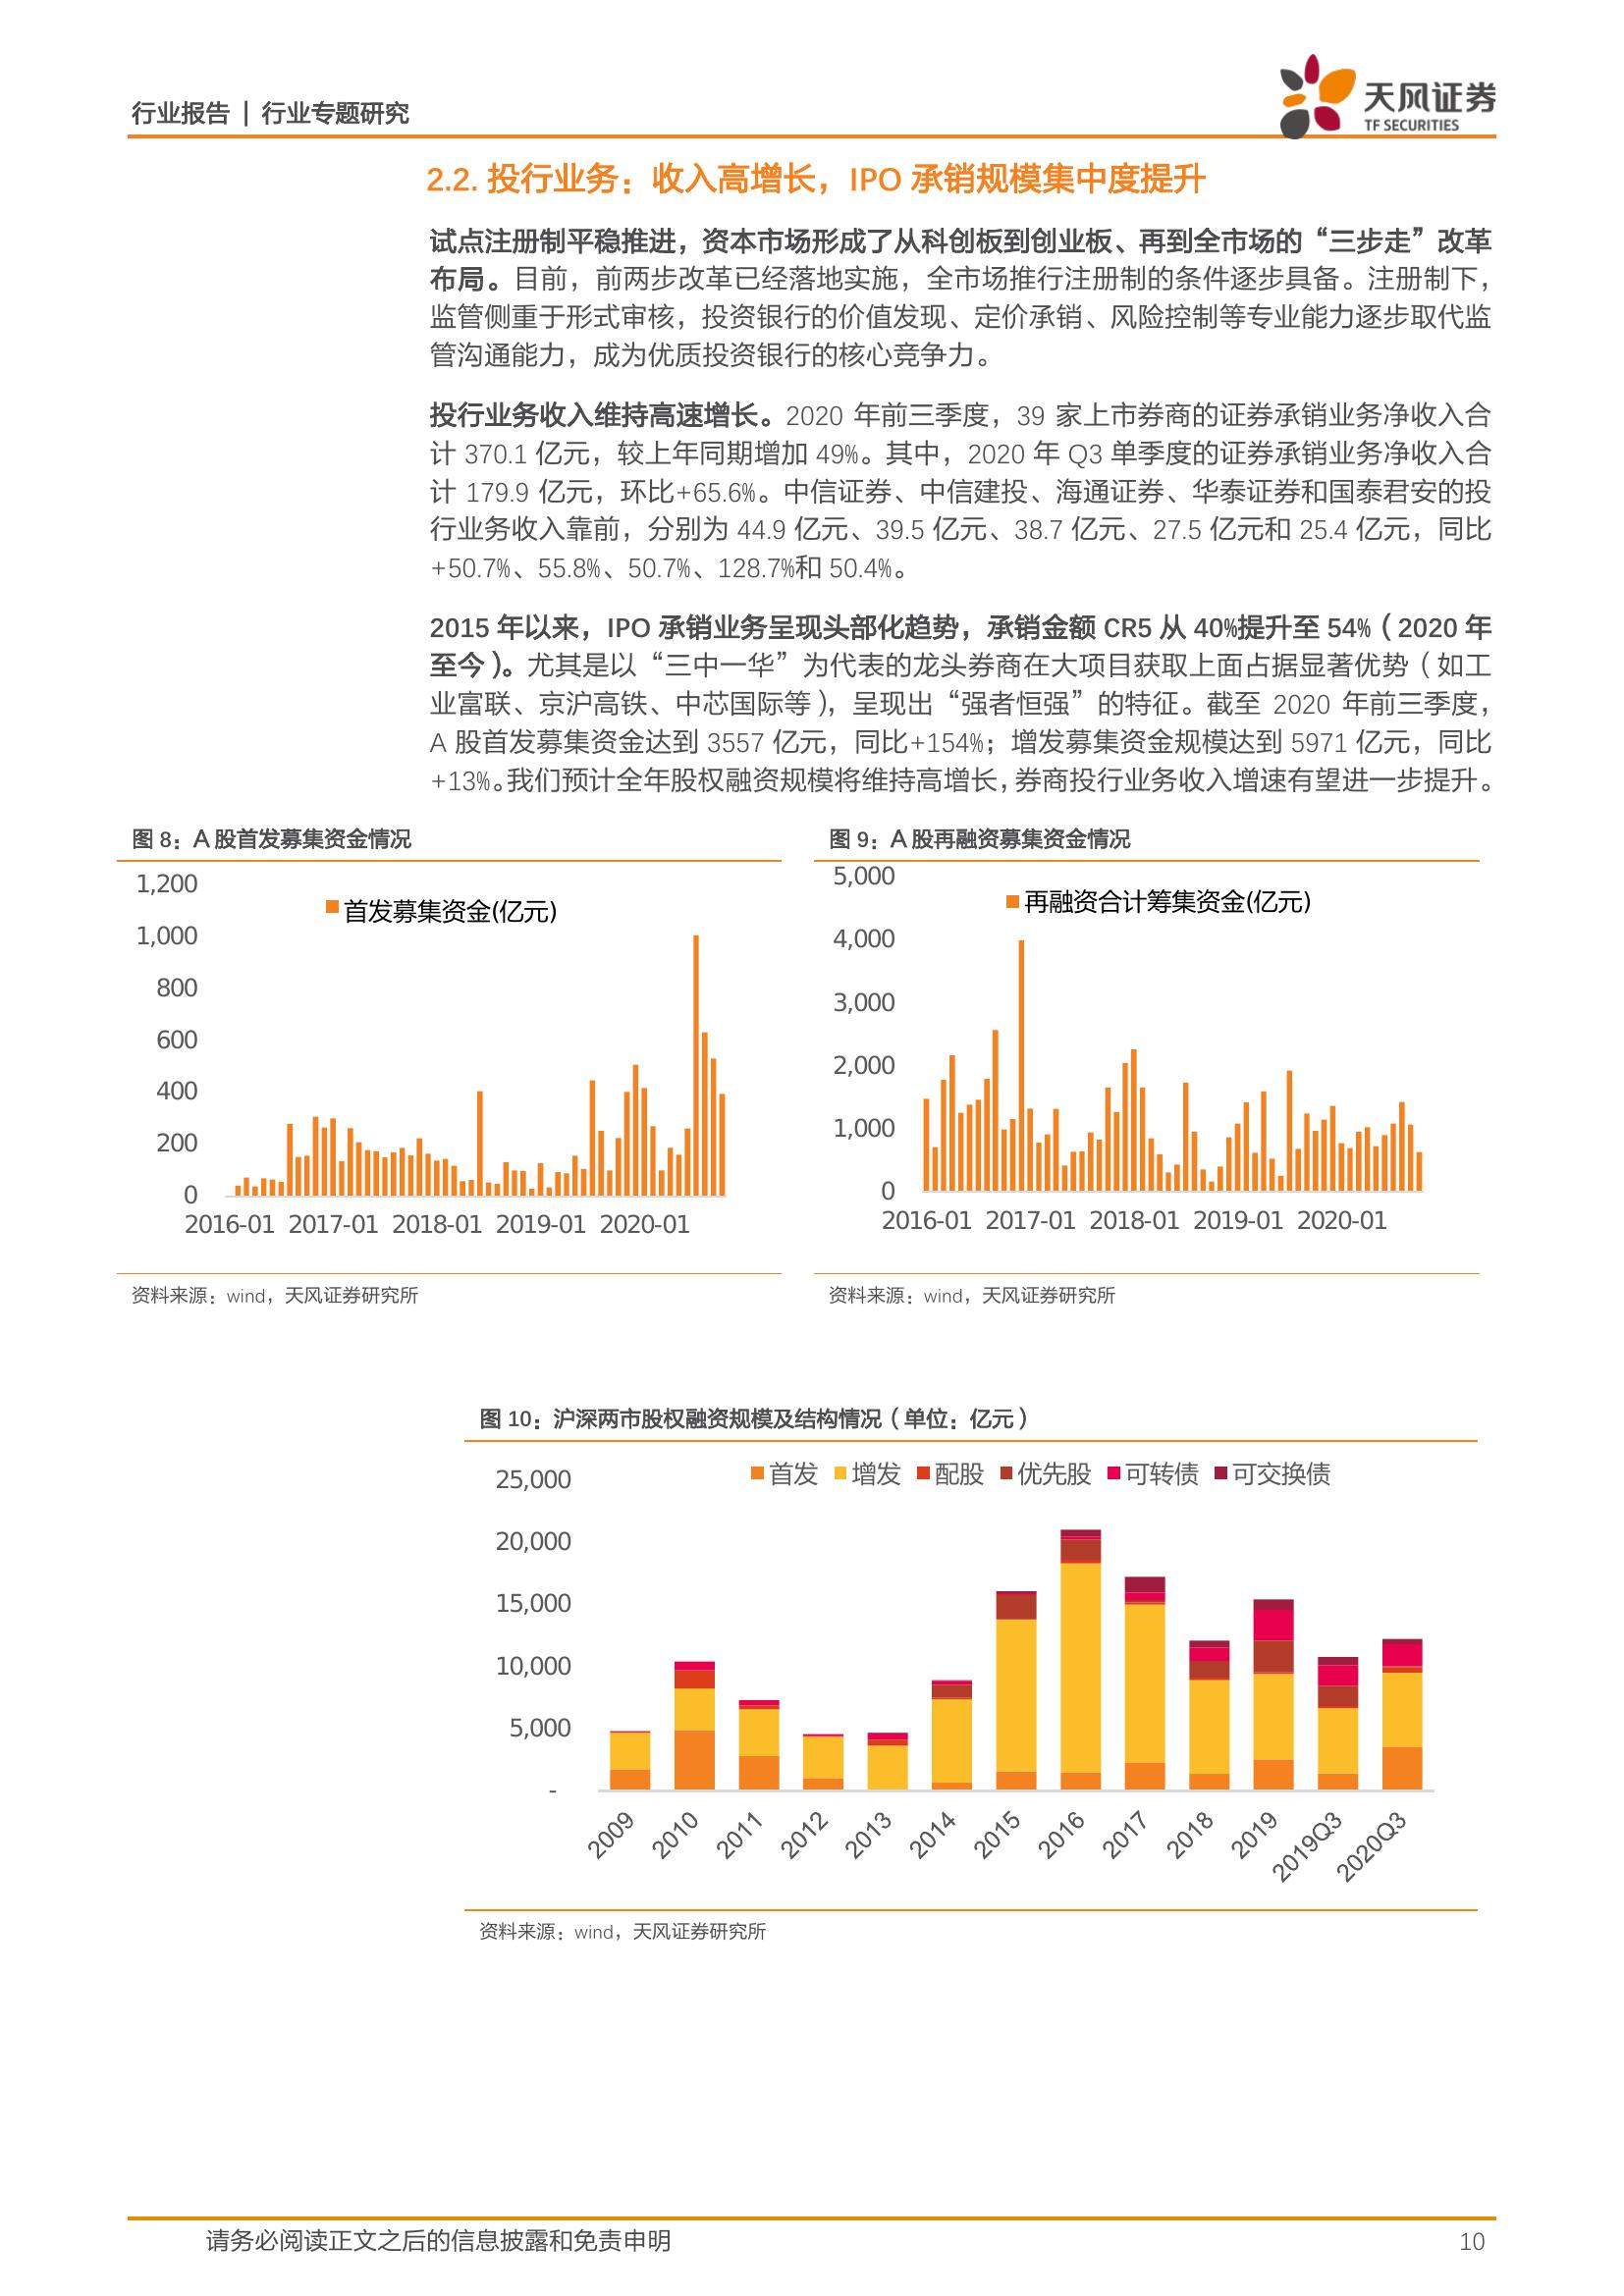 行业报告 | 行业专题研究
天风证券
TF SECURITIES
2.2. 投行业务：收入高增长，IPO 承销规模集中度提升
试点注册制平稳推进，资本市场形成了从科创板到创业板、再到全市场的“三步走”改革
布局。目前，前两步改革已经落地实施，全市场推行注册制的条件逐步具备。注册制下，
监管侧重于形式审核，投资银行的价值发现、定价承销、风险控制等专业能力逐步取代监
管沟通能力，成为优质投资银行的核心竞争力。
投行业务收入维持高速增长。2020 年前三季度，39 家上市券商的证券承销业务净收入合
计 370.1 亿元，较上年同期增加 49%。其中，2020 年 Q3 单季度的证券承销业务净收入合
计 179.9 亿元，环比+65.6%。中信证券、中信建投、海通证券、华泰证券和国泰君安的投
行业务收入靠前，分别为 44.9 亿元、39.5 亿元、38.7 亿元、27.5 亿元和 25.4 亿元，同比
+50.7%、55.8%、50.7%、128.7%和 50.4%。
2015 年以来，IPO 承销业务呈现头部化趋势，承销金额 CR5 从 40%提升至 54%（2020 年
至今）。尤其是以“三中一华”为代表的龙头券商在大项目获取上面占据显著优势（如工
业富联、京沪高铁、中芯国际等），呈现出“强者恒强”的特征。截至 2020 年前三季度，
A 股首发募集资金达到 3557 亿元，同比+154%；增发募集资金规模达到 5971 亿元，同比
+13%。我们预计全年股权融资规模将维持高增长，券商投行业务收入增速有望进一步提升。
图 8：A 股首发募集资金情况
1,200
首发募集资金(亿元)
1,000
800
600
400
200
0
2016-01 2017-01 2018-01 2019-01 2020-01
资料来源：wind，天风证券研究所
图 9：A 股再融资募集资金情况
5,000
再融资合计筹集资金(亿元)
4,000
3,000
2,000
1,000
0
2016-01 2017-01 2018-01 2019-01 2020-01
资料来源：wind，天风证券研究所
图 10：沪深两市股权融资规模及结构情况（单位：亿元）
首发 增发 配股 优先股 可转债 可交换债
25,000
20,000
15,000
10,000
5,000
-
2009 2010 2011 2012 2013 2014 2015 2016 2017 2018 2019 2019Q3 2020Q3
资料来源：wind，天风证券研究所
请务必阅读正文之后的信息披露和免责申明
10